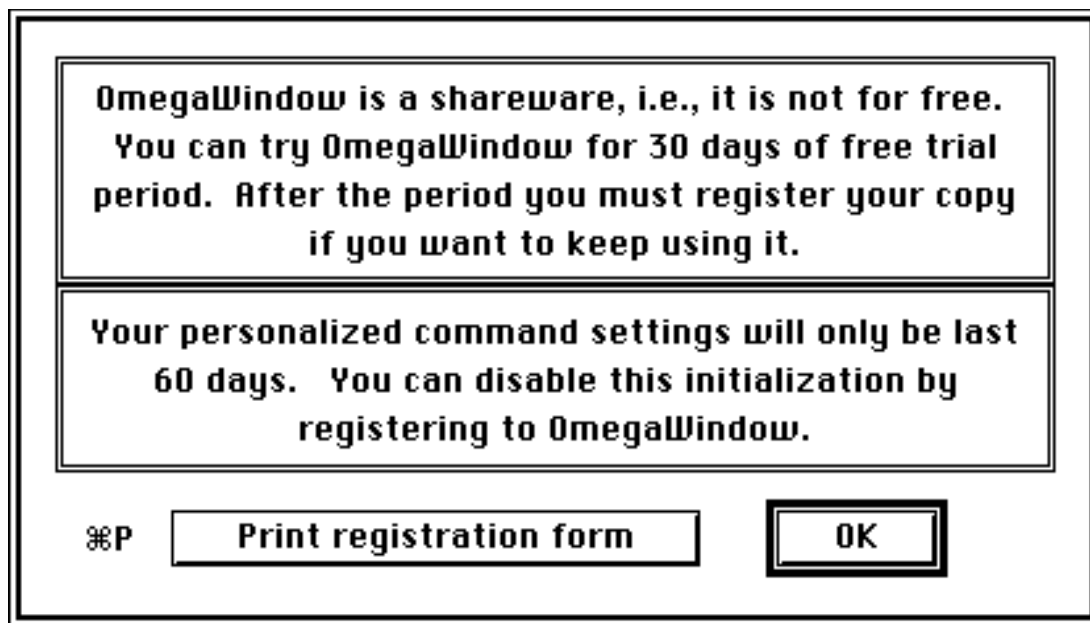 OmegaWindow is a shareware, i.e., it is not for free.
You can try OmegaWindow for 30 days of free trial
period.  After the period you must register your copy
if you want to keep using it.
Your personalized command settings will only be last
60 days.   You can disable this initialization by
registering to OmegaWindow.
⌘P Print registration form OK